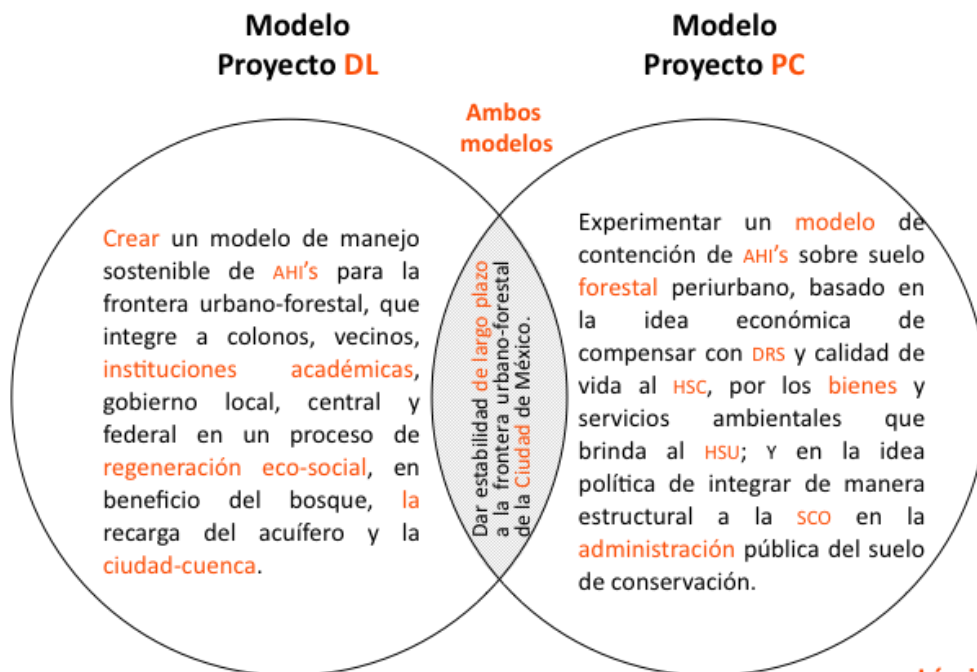 Modelo
Proyecto DL
Modelo
Proyecto PC
Ambos
modelos
Crear un modelo de manejo
sostenible de AHI'S para la
frontera urbano-forestal, que
integre a colonos, vecinos,
instituciones académicas,
gobierno local, central y
federal en un proceso de
regeneración eco-social, en
beneficio del bosque, la
recarga del acuífero y la
ciudad-cuenca.
Dar estabilidad de largo plazo
a la frontera urbano-forestal
de la Ciudad de México.
Experimentar un modelo de
contención de AHI'S sobre suelo
forestal periurbano, basado en
la idea económica de
compensar con DRS y calidad de
vida al HSC, por los bienes y
servicios ambientales que
brinda al HSU; Y en la idea
política de integrar de manera
estructural a la SCO en la
administración pública del suelo
de conservación.